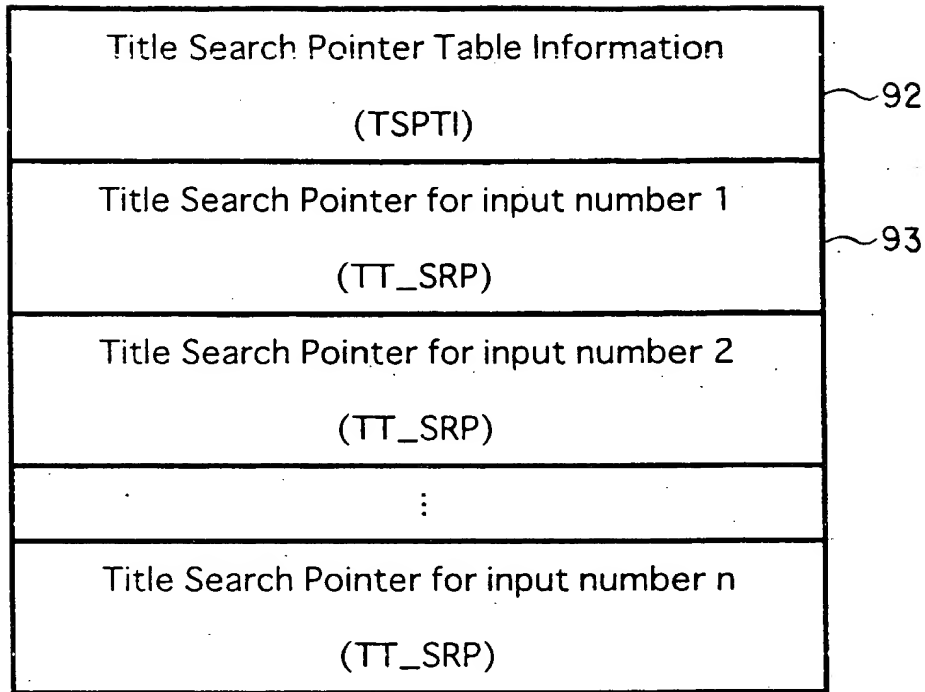 Title Search Pointer Table Information
(TSPTI)
92
Title Search Pointer for input number 1
(TT_SRP)
93
Title Search Pointer for input number 2
(TT_SRP)
⋮
Title Search Pointer for input number n
(TT_SRP)